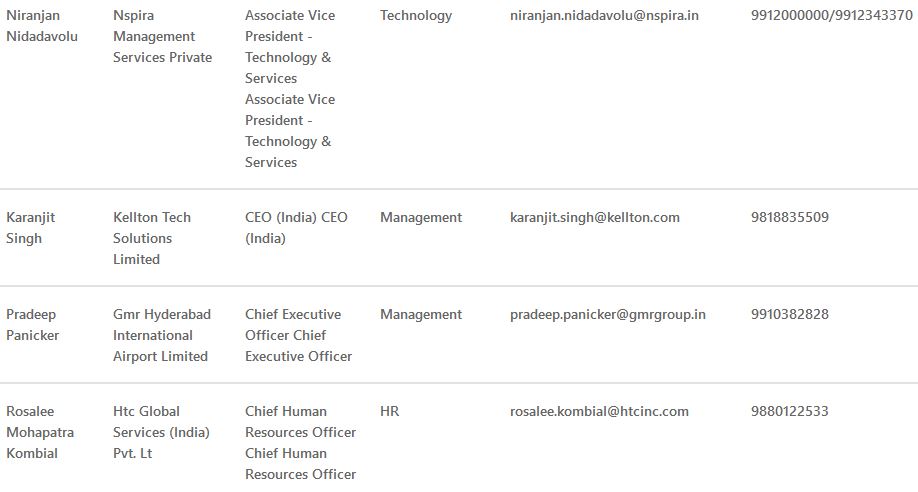 Niranjan Nidadavolu
Nspira Management Services Private
Associate Vice President - Technology & Services Associate Vice President - Technology & Services
Technology
niranjan.nidadavolu@nspira.in
9912000000/9912343370
Karanjit Singh
Kellton Tech Solutions Limited
CEO (India) CEO (India)
Management
karanjit.singh@kellton.com
9818835509
Pradeep Panicker
Gmr Hyderabad International Airport Limited
Chief Executive Officer Chief Executive Officer
Management
pradeep.panicker@gmrgroup.in
9910382828
Rosalee Mohapatra Kombial
Htc Global Services (India) Pvt. Lt
Chief Human Resources Officer Chief Human Resources Officer
HR
rosalee.kombial@htcinc.com
9880122533